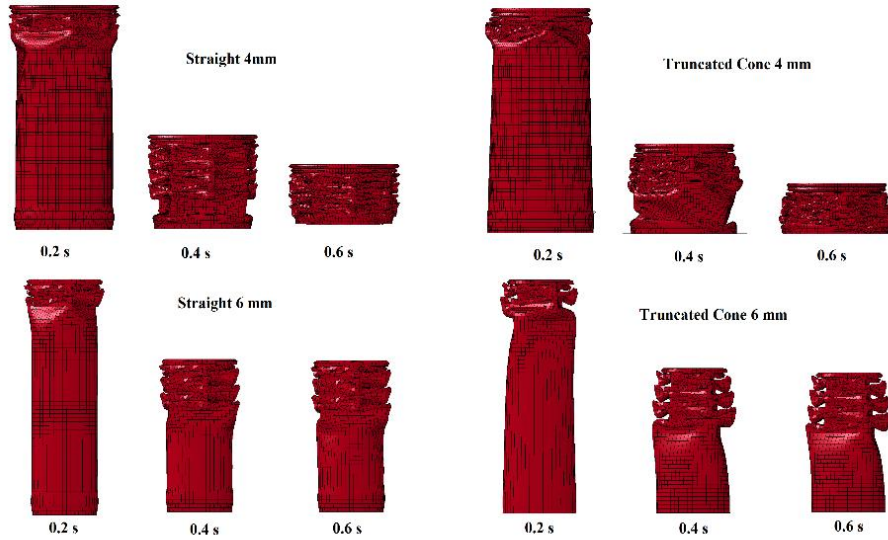 Straight 4mm
0.2 s
0.4 s
0.6 s
Truncated Cone 4 mm
0.2 s
0.4 s
0.6 s
Straight 6 mm
0.2 s
0.4 s
0.6 s
Truncated Cone 6 mm
0.2 s
0.4 s
0.6 s